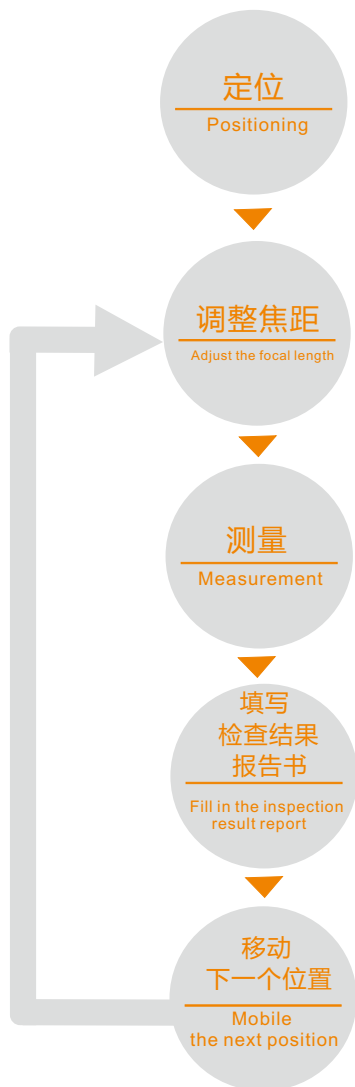 定位
Positioning
调整焦距
Adjust the focal length
测量
Measurement
填写
检查结果
报告书
Fill in the inspection
result report
移动
下一个位置
Mobile
the next position